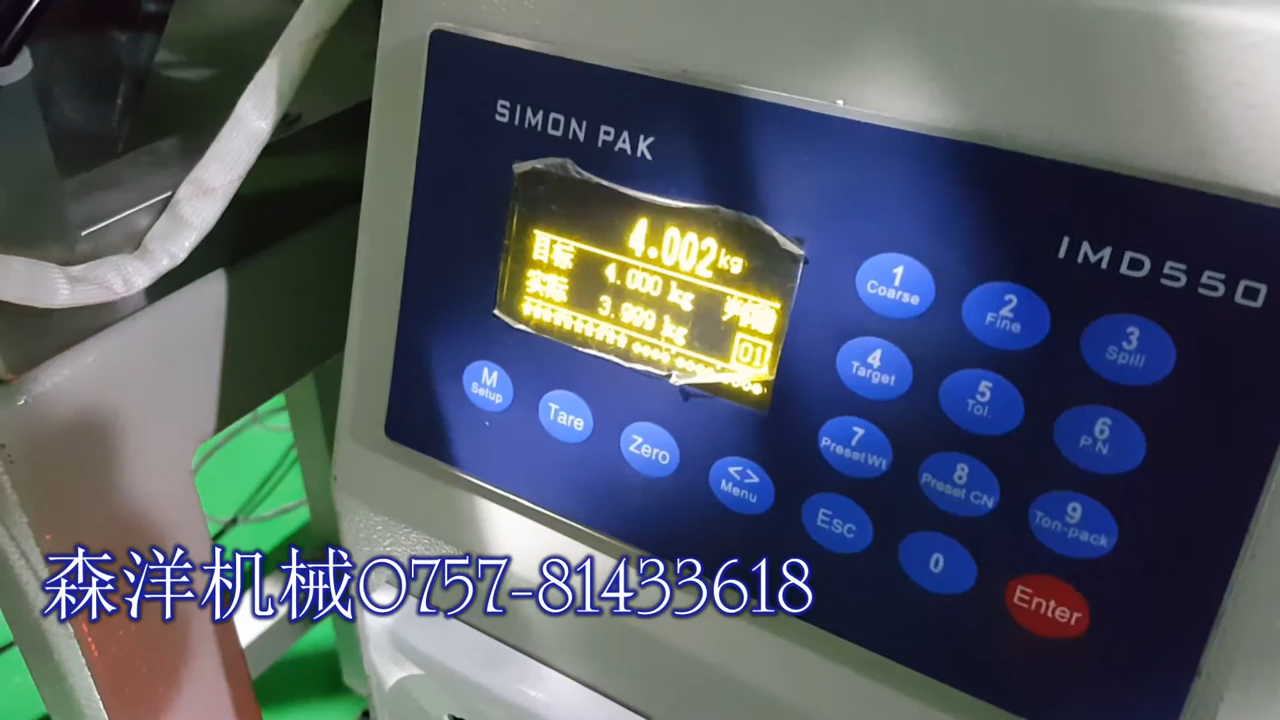 SIMON PAK
IMD550
4.002kg
目标 4.000 kg
实际 3.999 kg
01
1
Coarse
2
Fine
3
Spill
4
Target
5
Tol.
6
P.N.
7
Preset Wt
8
Preset CN
9
Ton-pack
M
Setup
Tare
Zero
<>
Menu
Esc
0
Enter
森洋机械0757-81433618